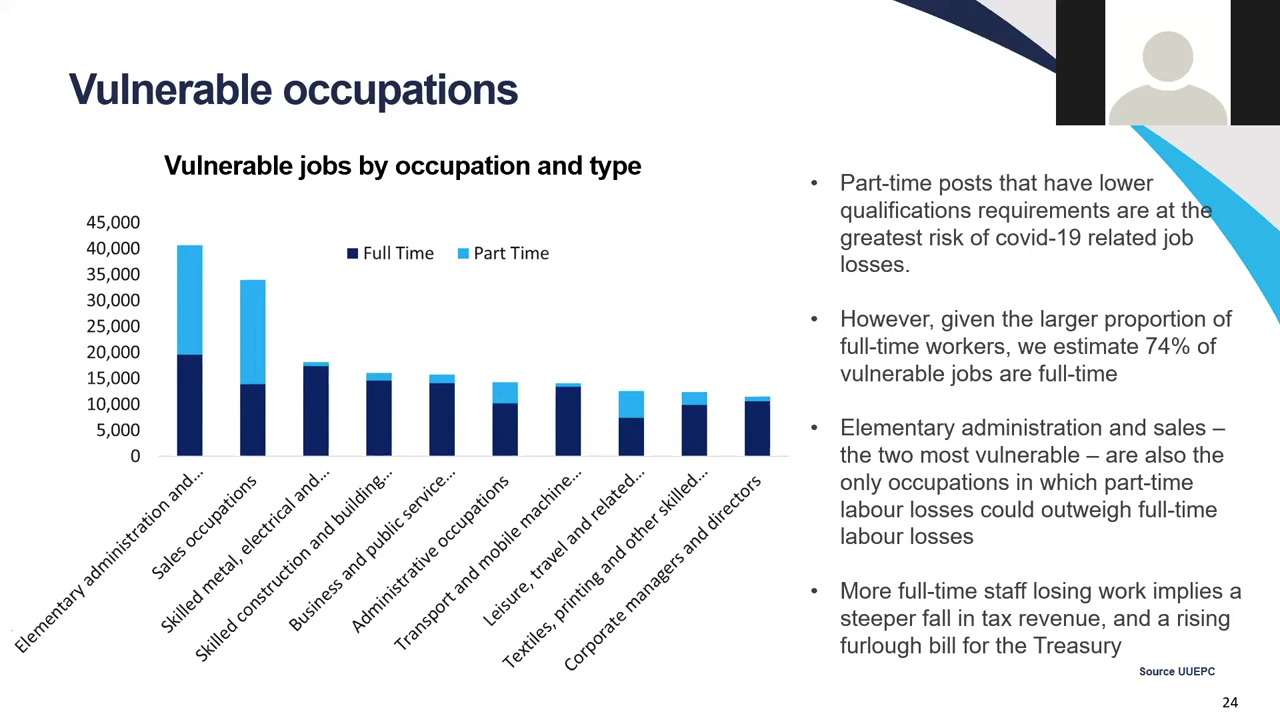 Vulnerable occupations
Vulnerable jobs by occupation and type
45,000
40,000
35,000
30,000
25,000
20,000
15,000
10,000
5,000
0
Full Time
Part Time
Elementary administration and...
Sales occupations
Skilled metal, electrical and...
Skilled construction and building...
Business and public service...
Administrative occupations
Transport and mobile machine...
Leisure, travel and related...
Textiles, printing and other skilled...
Corporate managers and directors
• Part-time posts that have lower
qualifications requirements are at the
greatest risk of covid-19 related job
losses.
• However, given the larger proportion of
full-time workers, we estimate 74% of
vulnerable jobs are full-time
• Elementary administration and sales –
the two most vulnerable – are also the
only occupations in which part-time
labour losses could outweigh full-time
labour losses
• More full-time staff losing work implies a
steeper fall in tax revenue, and a rising
furlough bill for the Treasury
Source UUEPC
24